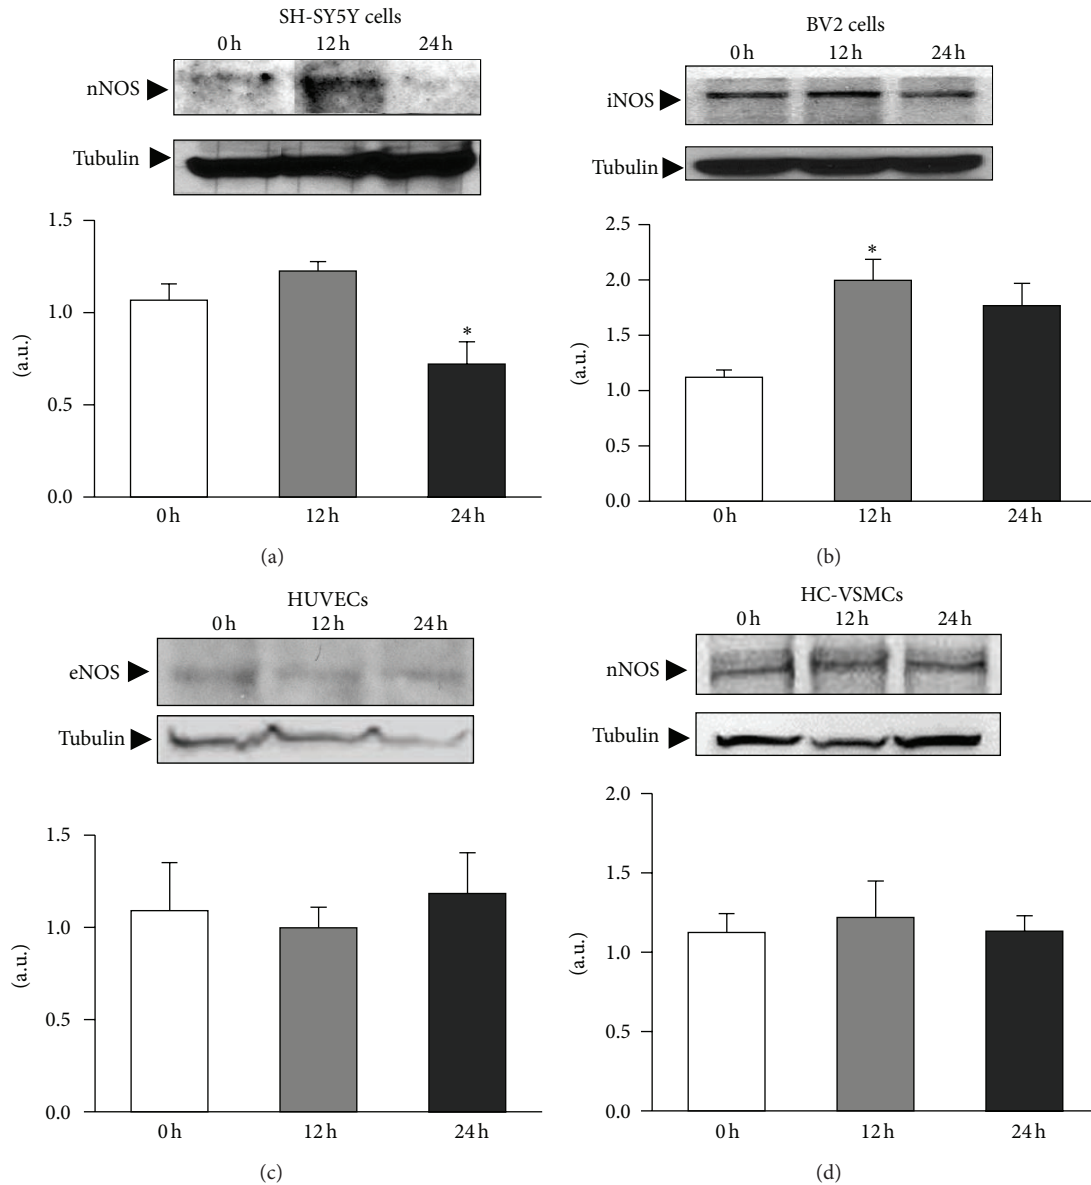 SH-SY5Y cells
0 h 12 h 24 h
nNOS
Tubulin
1.5
1.0
0.5
0.0
(a.u.)
*
0 h 12 h 24 h
(a)
BV2 cells
0 h 12 h 24 h
iNOS
Tubulin
2.5
2.0
1.5
1.0
0.5
0.0
(a.u.)
*
0 h 12 h 24 h
(b)
HUVECs
0 h 12 h 24 h
eNOS
Tubulin
1.5
1.0
0.5
0.0
(a.u.)
0 h 12 h 24 h
(c)
HC-VSMCs
0 h 12 h 24 h
nNOS
Tubulin
2.0
1.5
1.0
0.5
0.0
(a.u.)
0 h 12 h 24 h
(d)